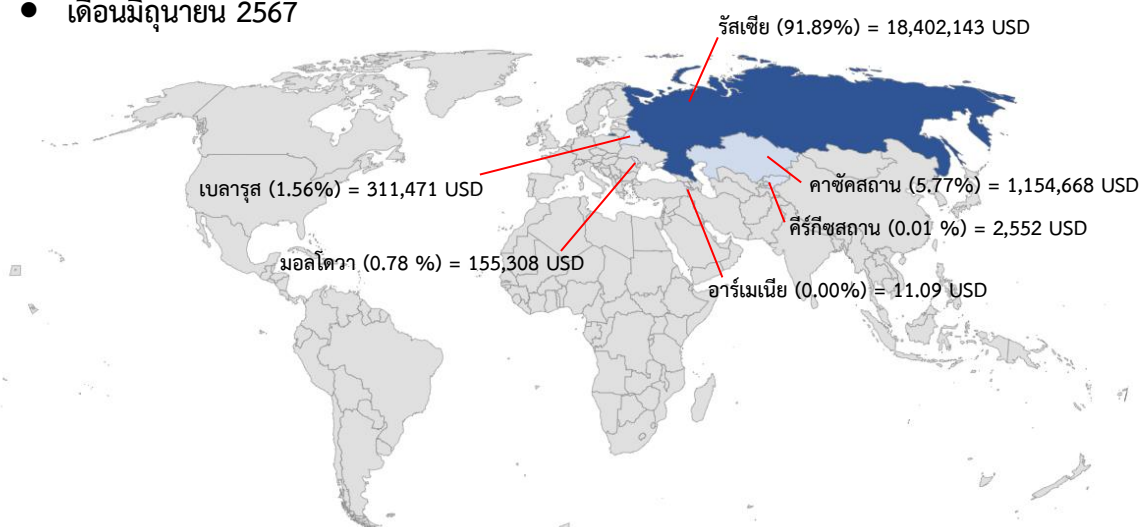 ● เดือนมิถุนายน 2567
รัสเซีย (91.89%) = 18,402,143 USD
เบลารุส (1.56%) = 311,471 USD
คาซัคสถาน (5.77%) = 1,154,668 USD
คีร์กีซสถาน (0.01 %) = 2,552 USD
มอลโดวา (0.78 %) = 155,308 USD
อาร์เมเนีย (0.00%) = 11.09 USD